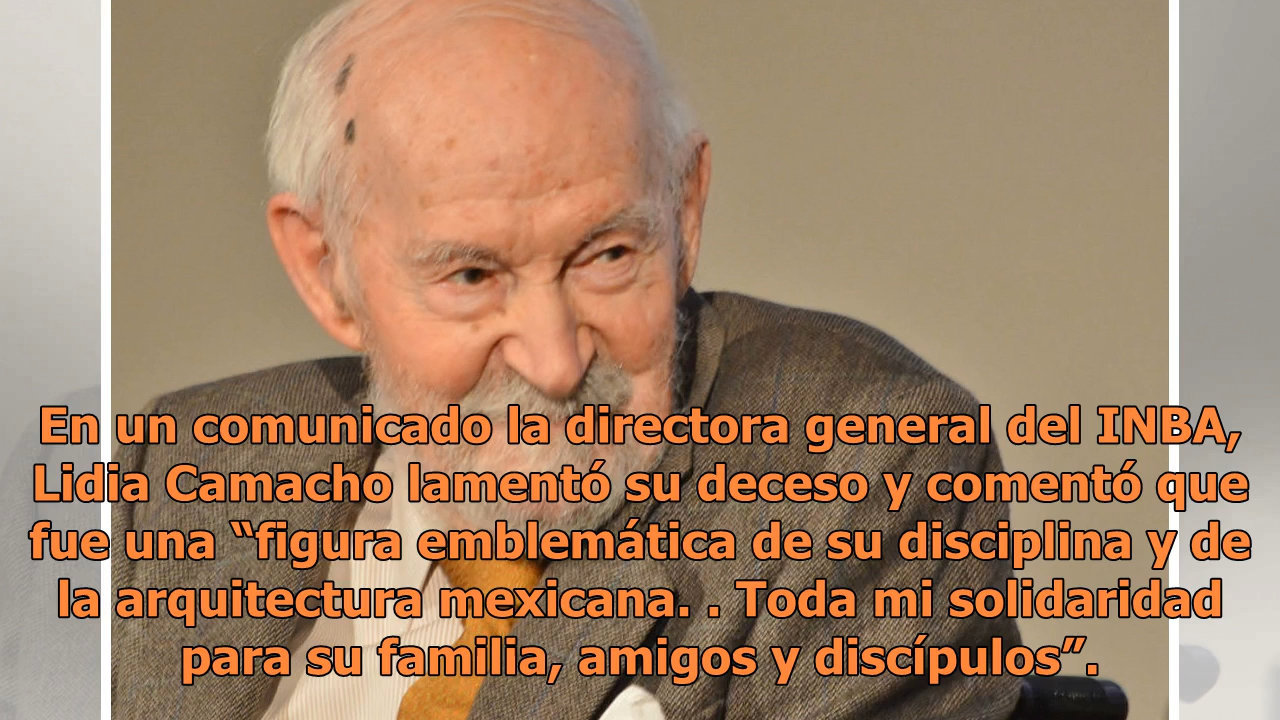 En un comunicado la directora general del INBA,
Lidia Camacho lamentó su deceso y comentó que
fue una “figura emblemática de su disciplina y de
la arquitectura mexicana. . Toda mi solidaridad
para su familia, amigos y discípulos”.